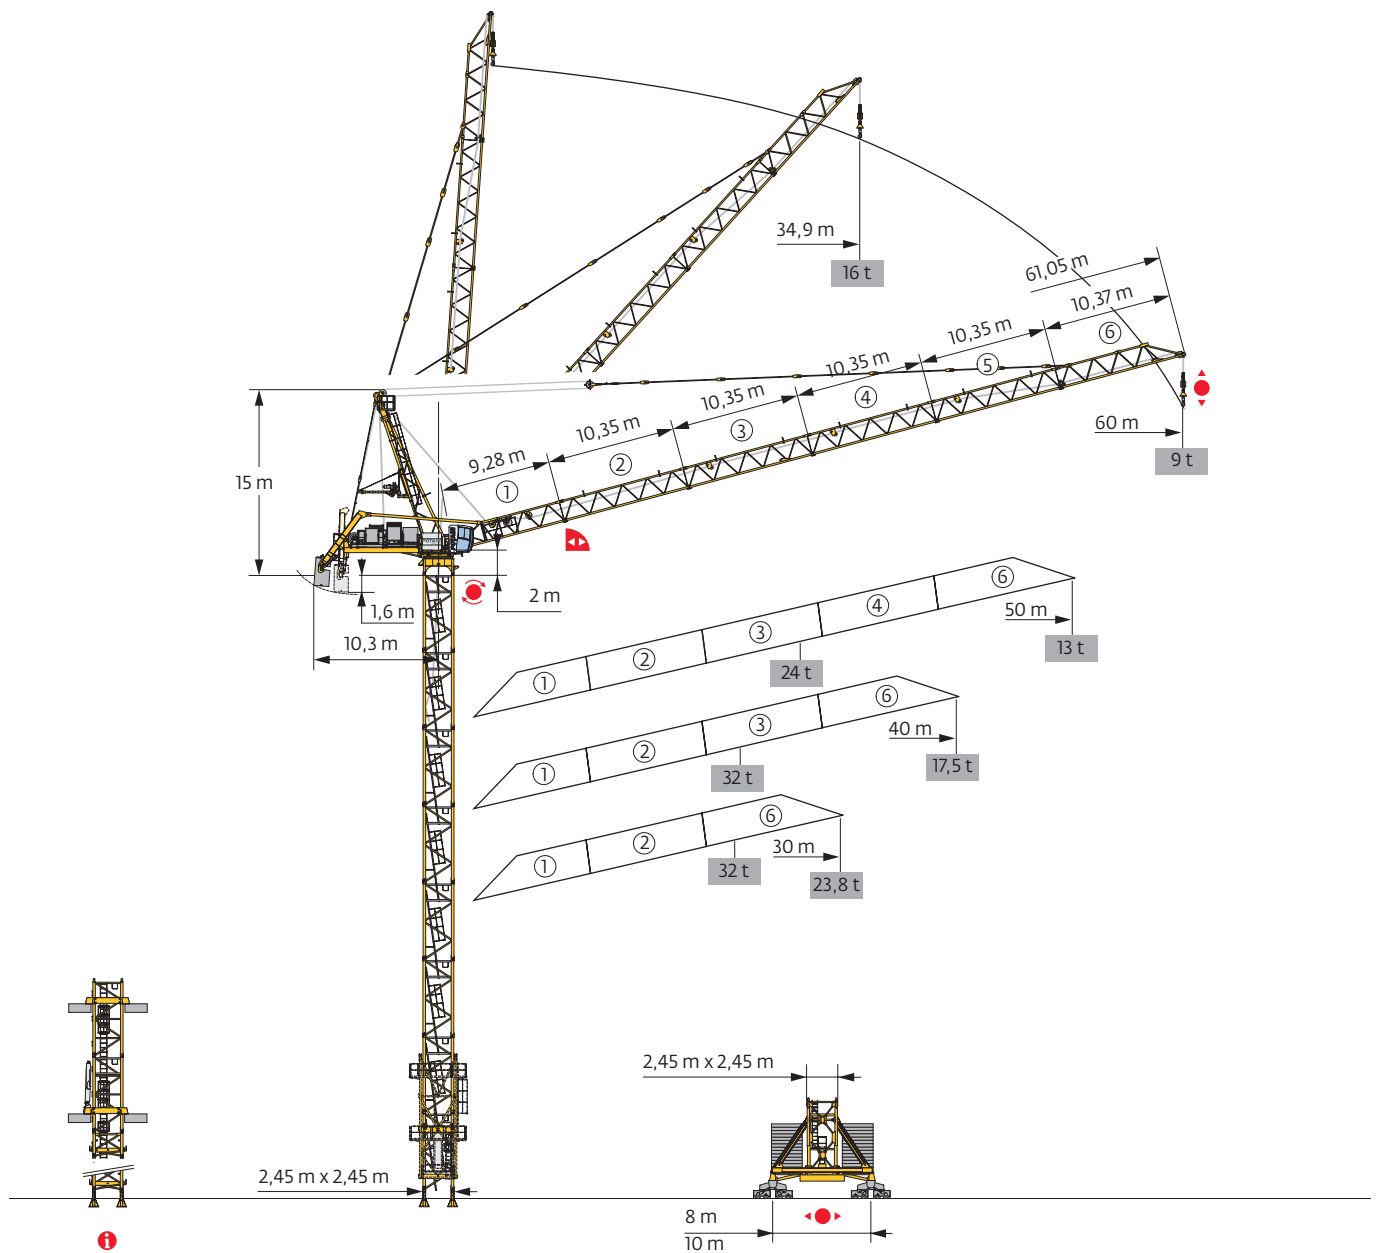 34,9 m
16 t
61,05 m
10,37 m
⑥
10,35 m
⑤
10,35 m
④
10,35 m
③
10,35 m
②
9,28 m
①
60 m
9 t
15 m
2 m
1,6 m
10,3 m
① ② ③ ④ ⑥
50 m
13 t
24 t
① ② ③ ⑥
40 m
17,5 t
32 t
① ② ⑥
30 m
23,8 t
32 t
2,45 m x 2,45 m
2,45 m x 2,45 m
8 m
10 m
i